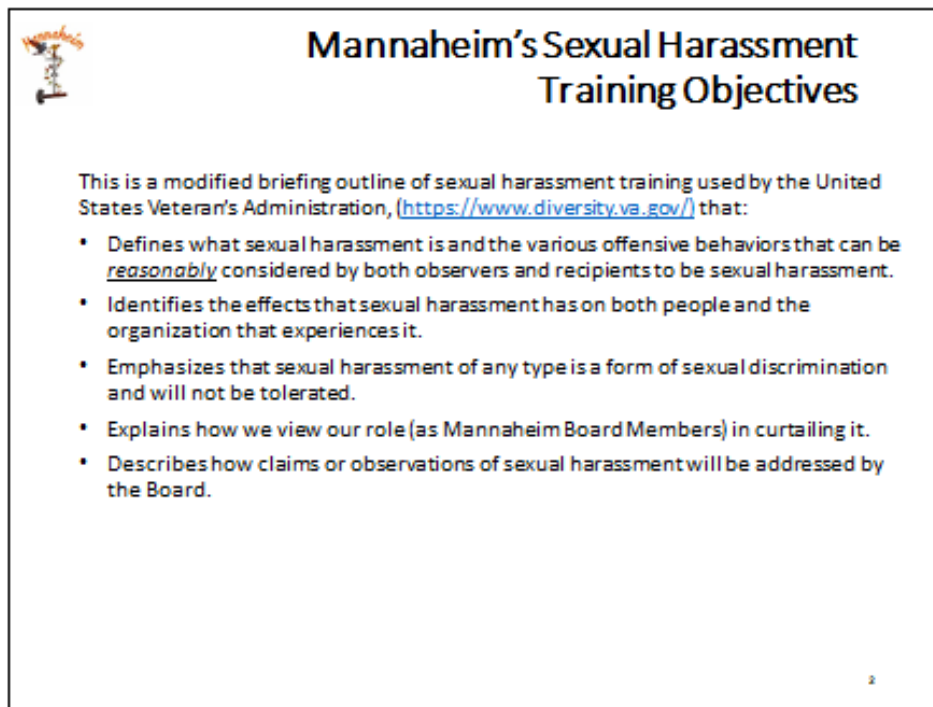 Mannaheim
Mannaheim's Sexual Harassment
Training Objectives
This is a modified briefing outline of sexual harassment training used by the United
States Veteran's Administration, (https://www.diversity.va.gov/) that:
• Defines what sexual harassment is and the various offensive behaviors that can be
reasonably considered by both observers and recipients to be sexual harassment.
• Identifies the effects that sexual harassment has on both people and the
organization that experiences it.
• Emphasizes that sexual harassment of any type is a form of sexual discrimination
and will not be tolerated.
• Explains how we view our role (as Mannaheim Board Members) in curtailing it.
• Describes how claims or observations of sexual harassment will be addressed by
the Board.
2